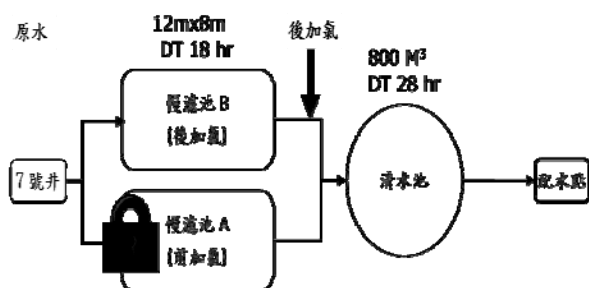 原水
12mx8m
DT 18 hr
後加氯
800 M³
DT 28 hr
慢濾池 B
(後加氯)
7 號井
清水池
配水點
慢濾池 A
(前加氯)